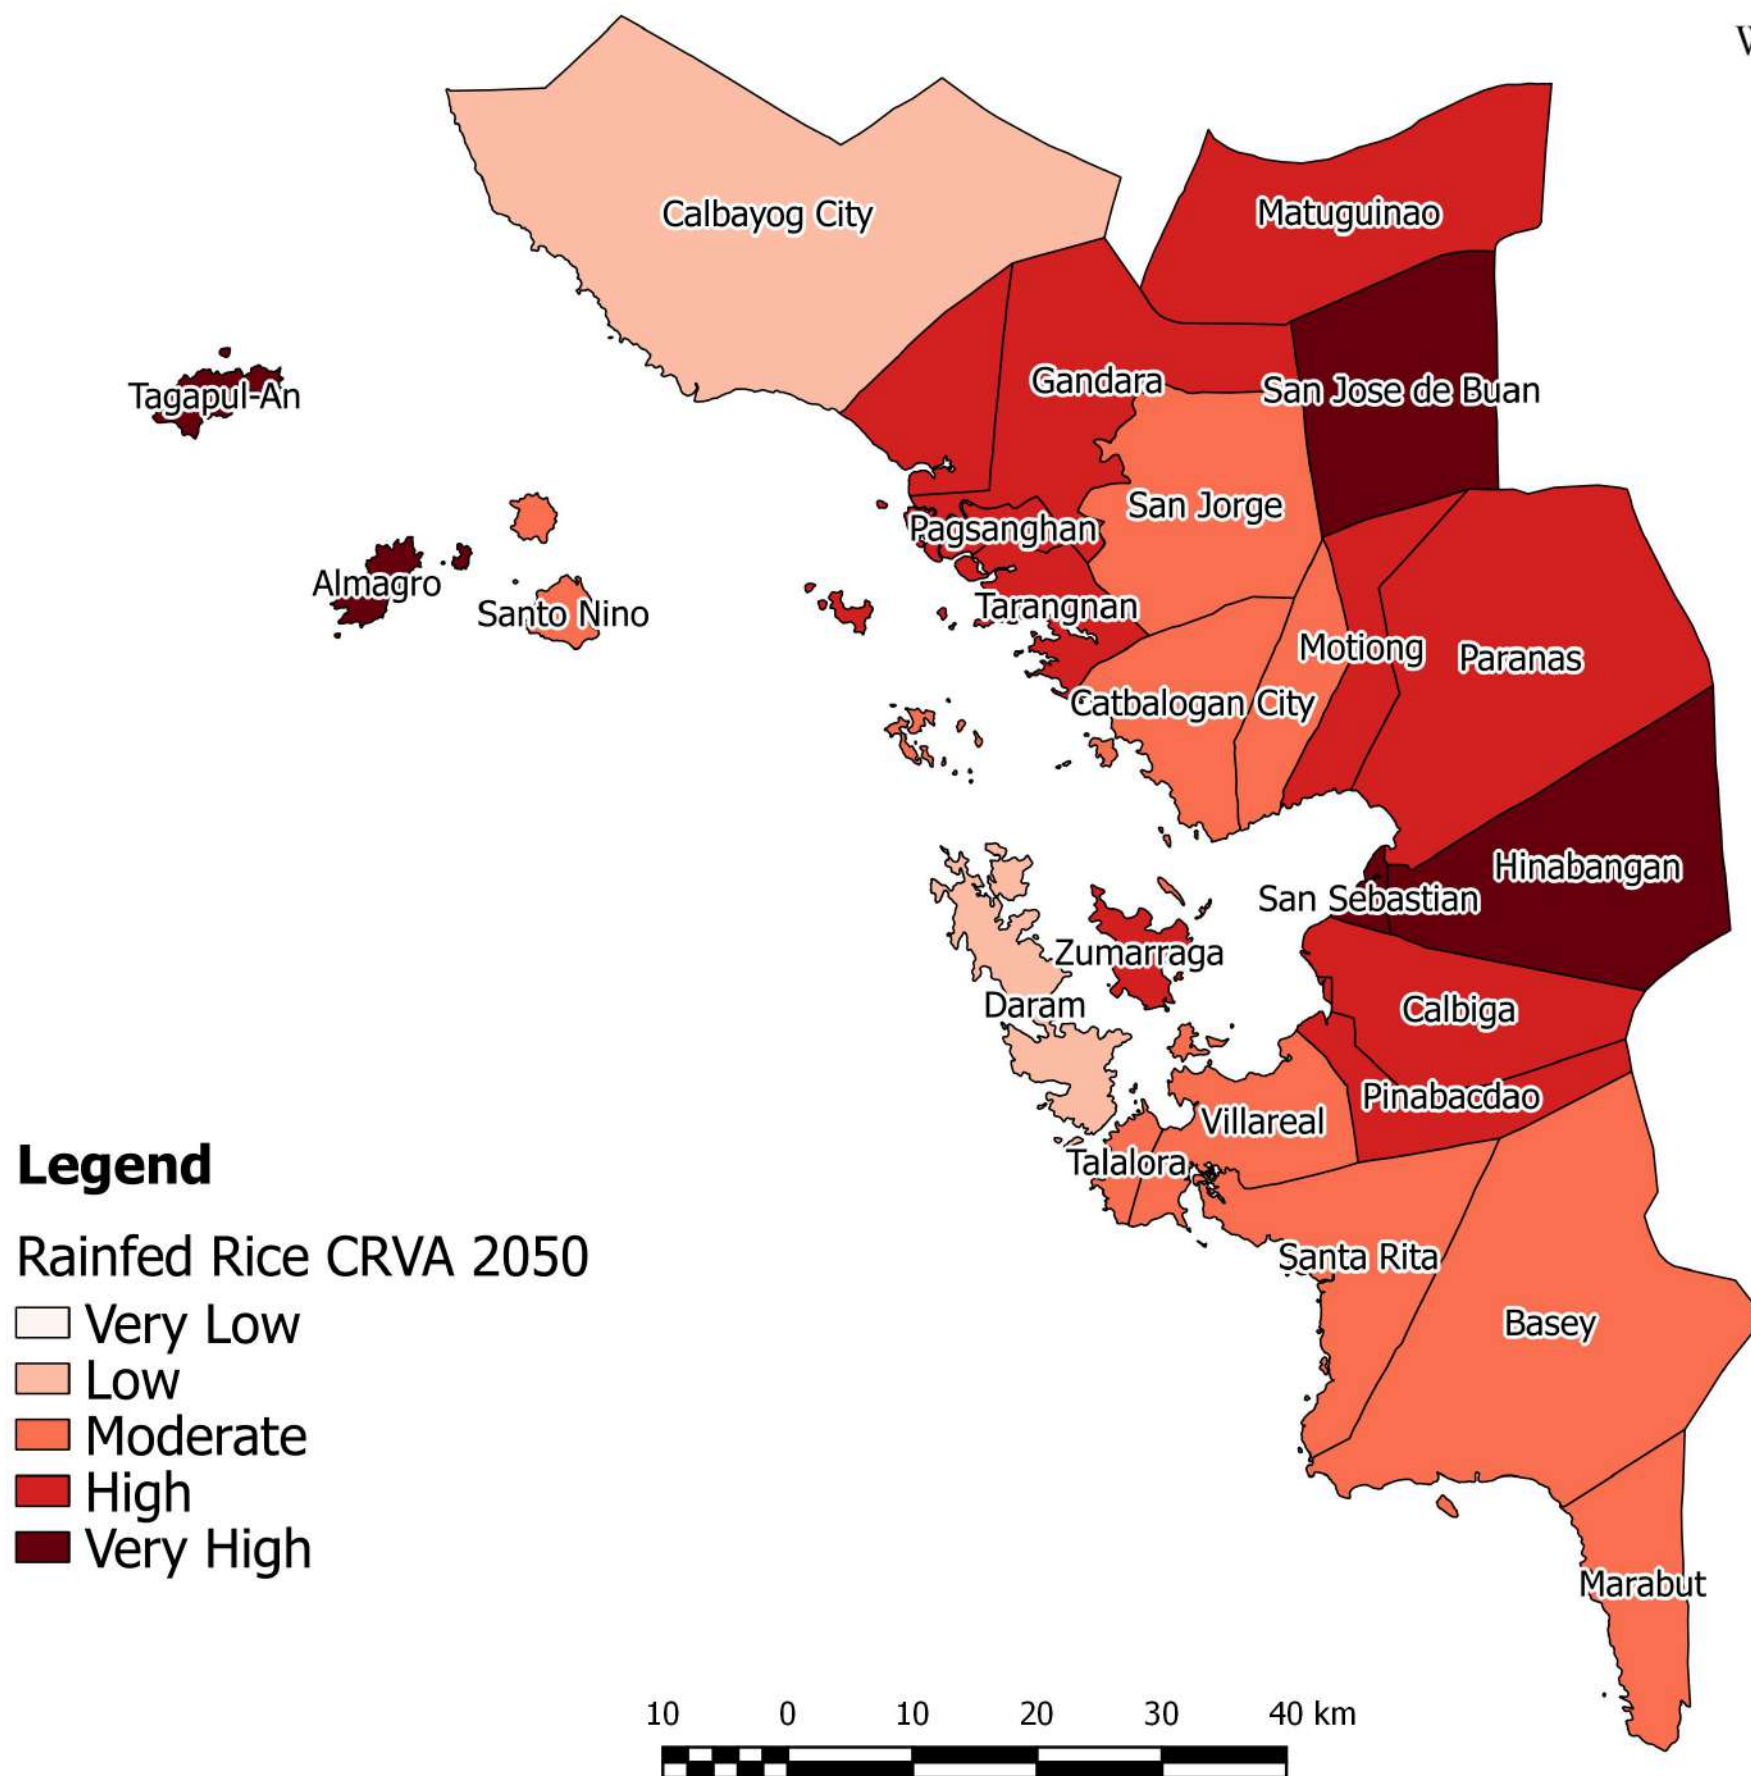 Calbayog City
Matuguinao
Gandara
San Jose de Buan
Tagapul-An
San Jorge
Pagsanghan
Almagro
Santo Nino
Tarangnan
Motiong
Paranas
Catbalogan City
Hinabangan
San Sebastian
Zumarraga
Daram
Calbiga
Pinabacdao
Villareal
Talalora
Santa Rita
Basey
Marabut
Legend
Rainfed Rice CRVA 2050
Very Low
Low
Moderate
High
Very High
10 0 10 20 30 40 km